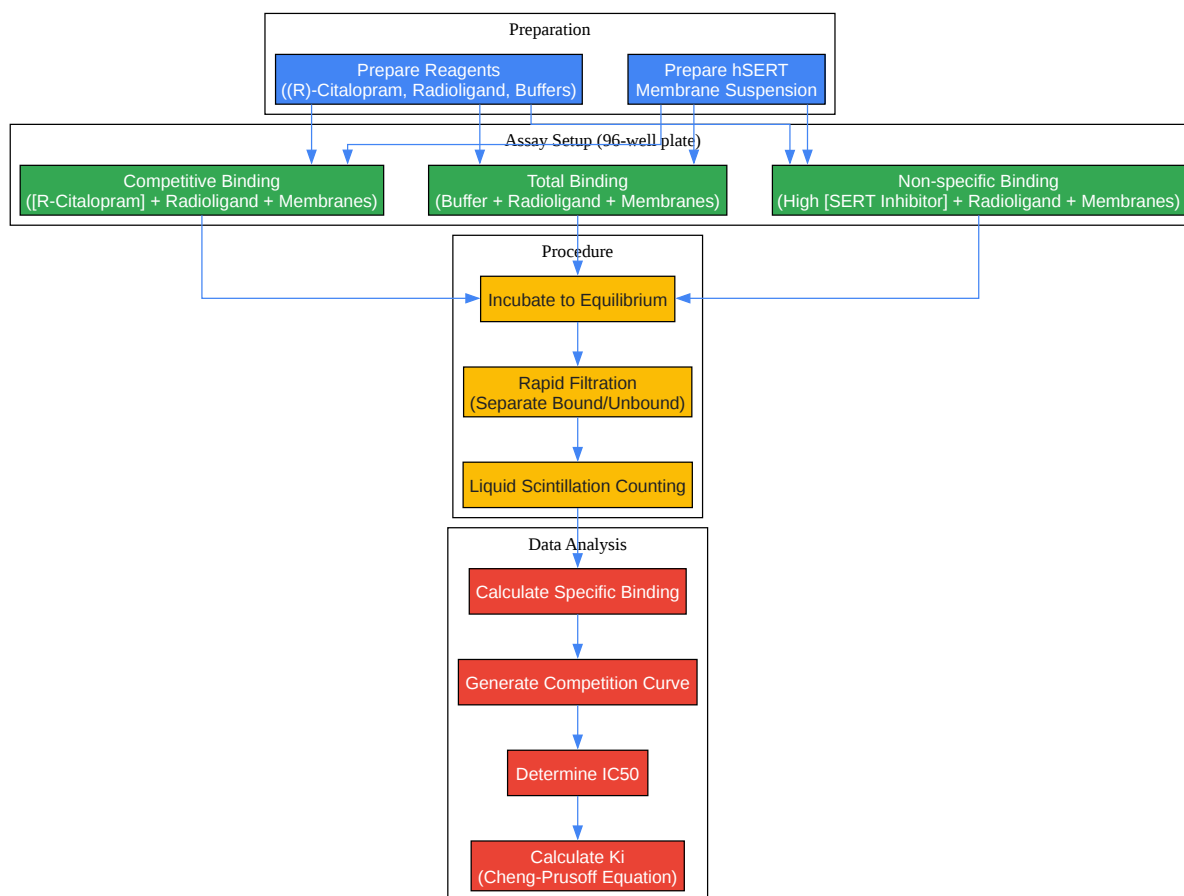 Preparation
Prepare Reagents
((R)-Citalopram, Radioligand, Buffers)
Prepare hSERT
Membrane Suspension
Assay Setup (96-well plate)
Competitive Binding
([R-Citalopram] + Radioligand + Membranes)
Total Binding
(Buffer + Radioligand + Membranes)
Non-specific Binding
(High [SERT Inhibitor] + Radioligand + Membranes)
Procedure
Incubate to Equilibrium
Rapid Filtration
(Separate Bound/Unbound)
Liquid Scintillation Counting
Data Analysis
Calculate Specific Binding
Generate Competition Curve
Determine IC50
Calculate Ki
(Cheng-Prusoff Equation)